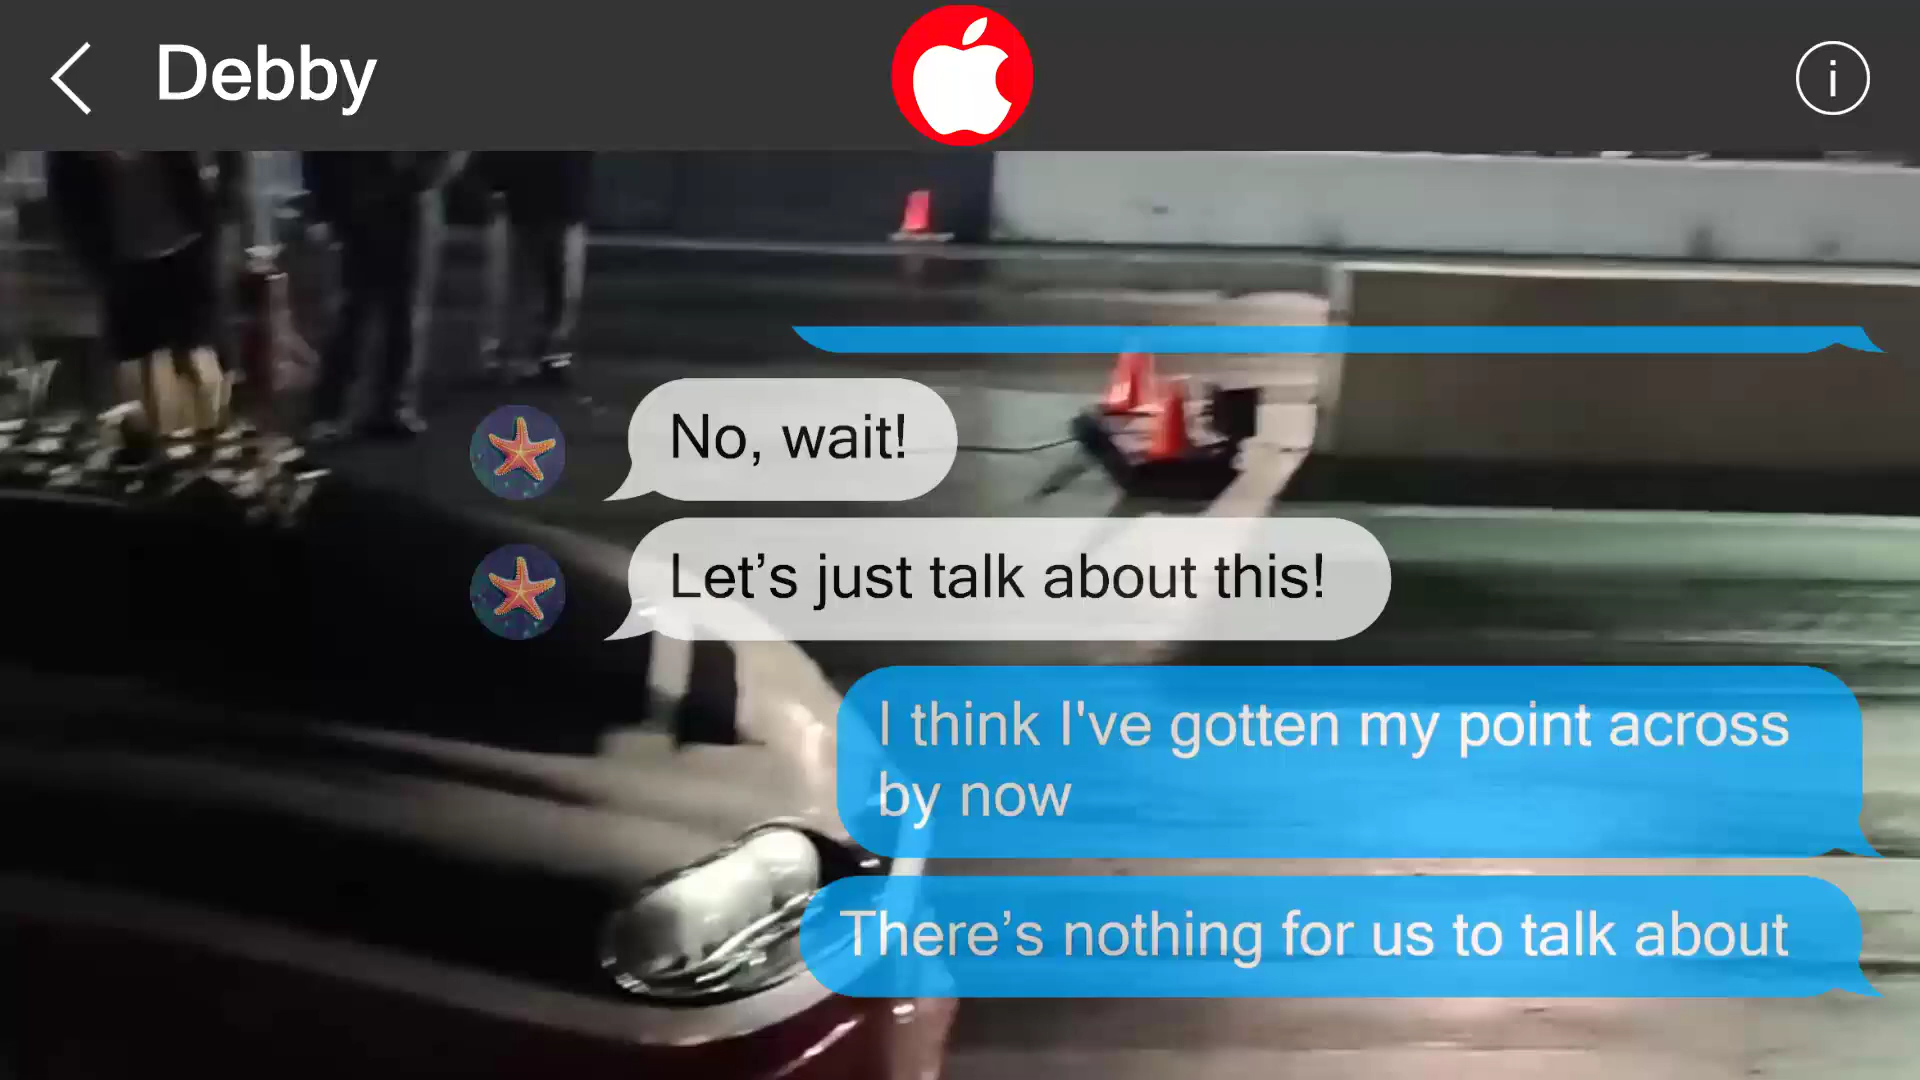 Debby
i
No, wait!
Let’s just talk about this!
I think I've gotten my point across
by now
There’s nothing for us to talk about